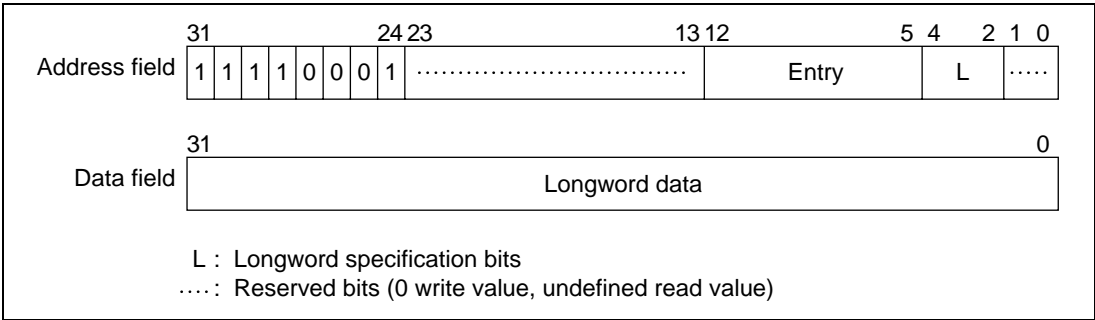 31 24 23 13 12 5 4 2 1 0
Address field 1 1 1 1 0 0 0 1 ................................ Entry L .....
31 0
Data field Longword data
L : Longword specification bits
.... : Reserved bits (0 write value, undefined read value)